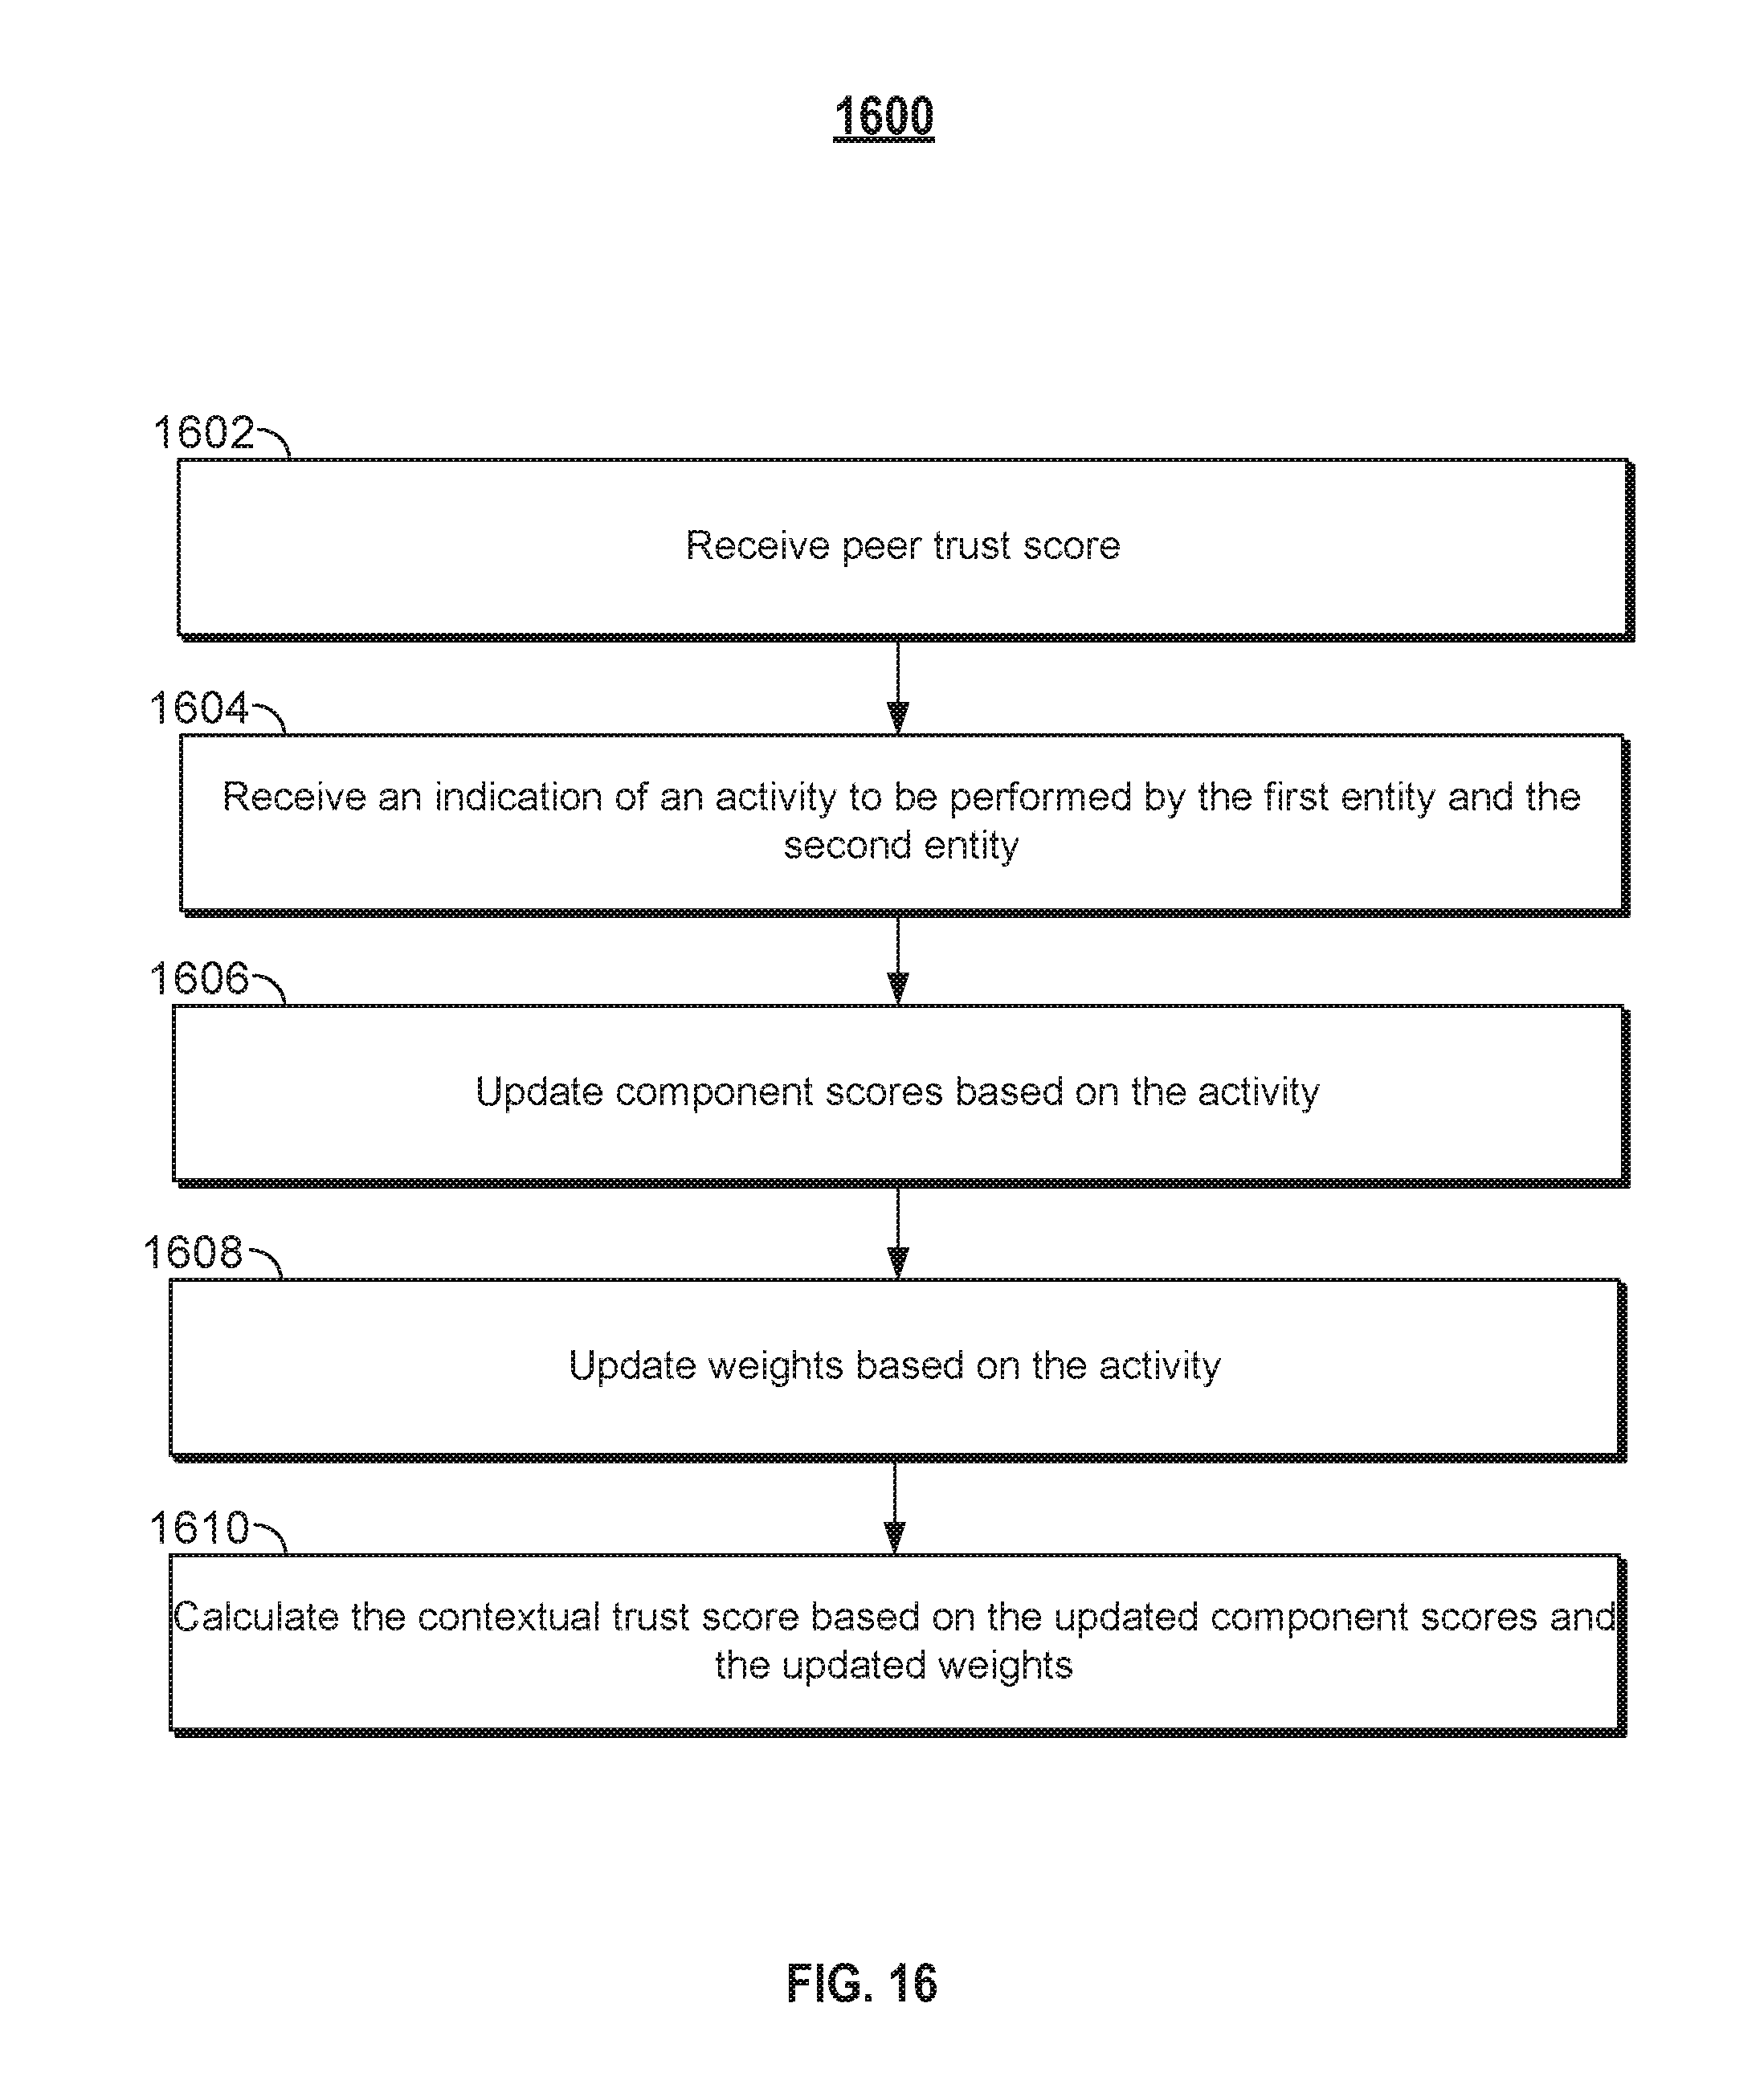 1600
1602
Receive peer trust score
1604
Receive an indication of an activity to be performed by the first entity and the
second entity
1606
Update component scores based on the activity
1608
Update weights based on the activity
1610
Calculate the contextual trust score based on the updated component scores and
the updated weights
FIG. 16